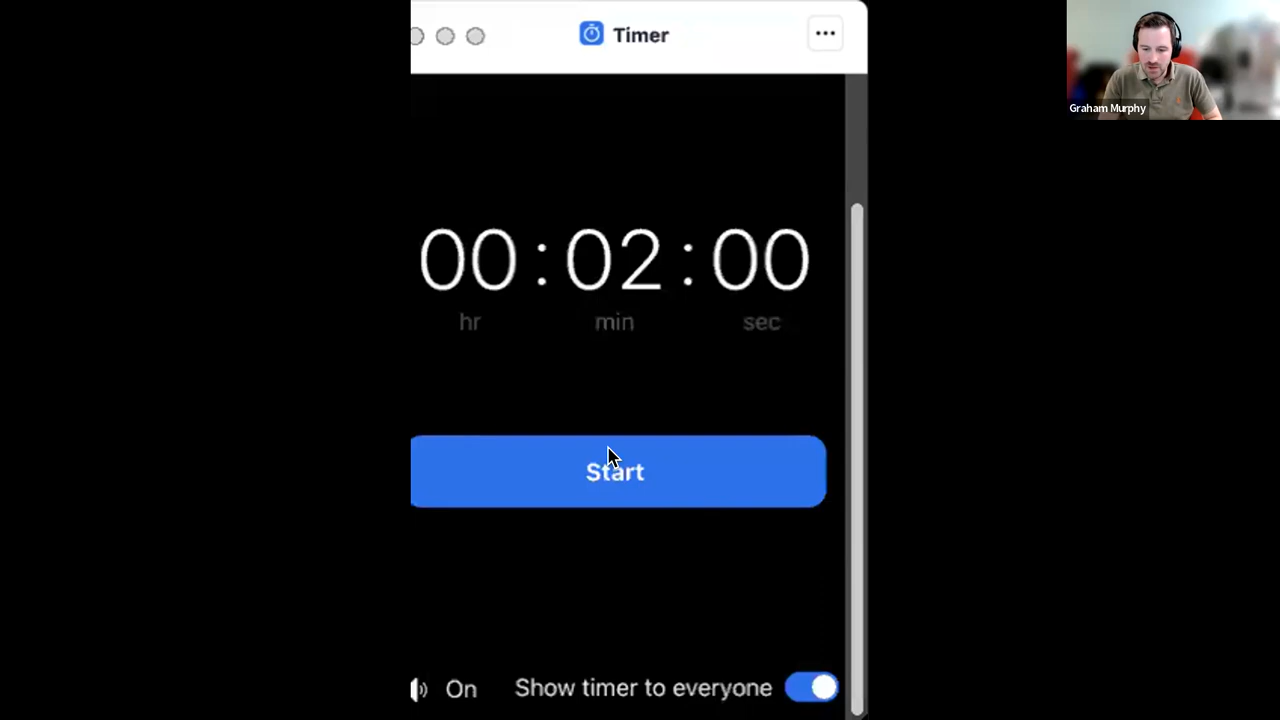 Timer
Graham Murphy
00 : 02 : 00
hr min sec
Start
On Show timer to everyone